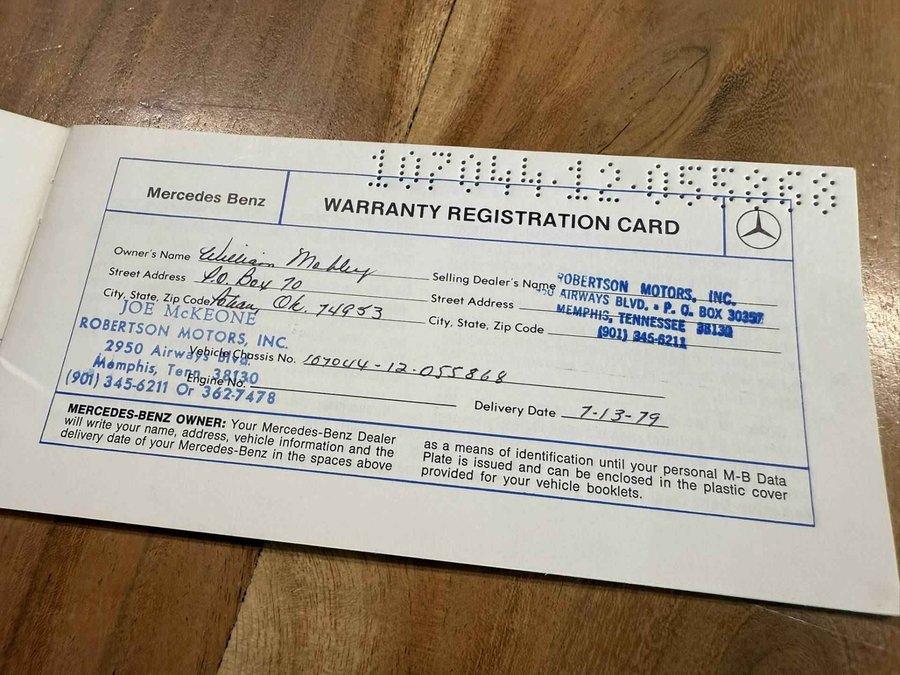 107044-12-055868
Mercedes Benz
WARRANTY REGISTRATION CARD
Owner's Name William Mobley
Street Address P.O. Box 70
City, State, Zip Code Ok. 74953
Selling Dealer's Name ROBERTSON MOTORS, INC.
Street Address AIRWAYS BLVD. - P. O. BOX 30357
City, State, Zip Code MEMPHIS, TENNESSEE 38130
(901) 345-6211
JOE McKEONE
ROBERTSON MOTORS, INC.
2950 Airways Blvd.
Memphis, Tenn. 38130
(901) 345-6211 Or 362-7478
Vehicle Chassis No. 107044-12-055868
Engine No.
Delivery Date 7-13-79
MERCEDES-BENZ OWNER: Your Mercedes-Benz Dealer
will write your name, address, vehicle information and the
delivery date of your Mercedes-Benz in the spaces above
as a means of identification until your personal M-B Data
Plate is issued and can be enclosed in the plastic cover
provided for your vehicle booklets.